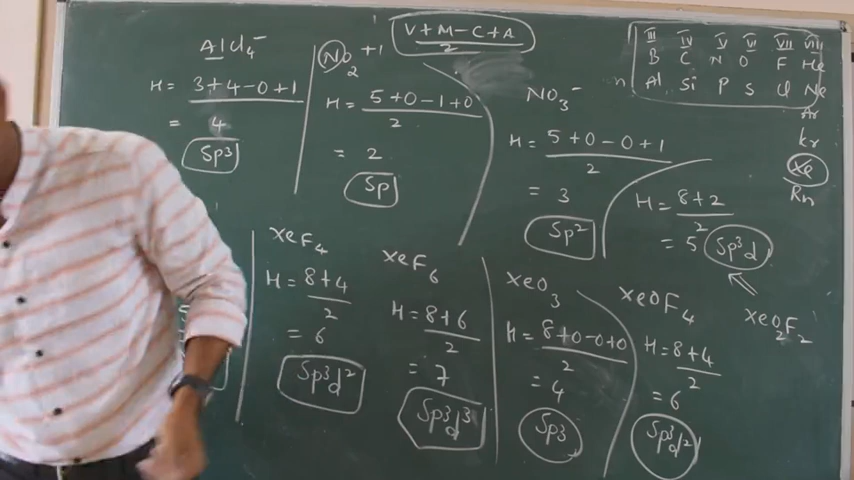 V+M-C+A
2
III IV V VI VII VIII
B C N O F He
Al Si P S Cl Ne
Ar
Kr
Xe
Rn
AlCl₄⁻
H = 3+4-0+1
2
= 4
Sp³
NO₂ +1
H = 5+0-1+0
2
= 2
Sp
NO₃⁻
H = 5+0-0+1
2
= 3
Sp²
H = 8+2
2
= 5 Sp³d
XeO₂F₂
XeF₄
H = 8+4
2
= 6
Sp³d²
XeF₆
H = 8+6
2
= 7
Sp³d³
XeO₃
H = 8+0-0+0
2
= 4
Sp³
XeOF₄
H = 8+4
2
= 6
Sp³d²